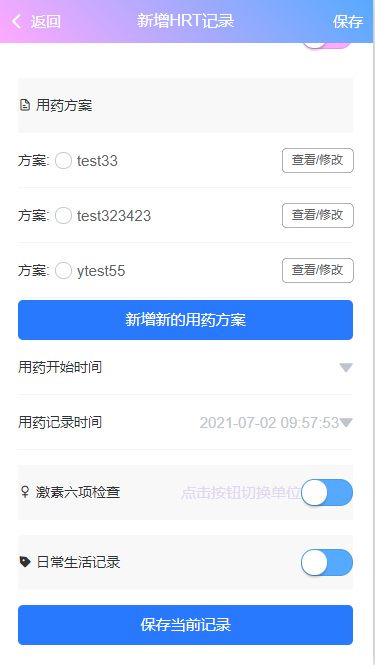 返回 新增HRT记录 保存
用药方案
方案: test33 查看/修改
方案: test323423 查看/修改
方案: ytest55 查看/修改
新增新的用药方案
用药开始时间
用药记录时间 2021-07-02 09:57:53
激素六项检查 点击按钮切换单位
日常生活记录
保存当前记录